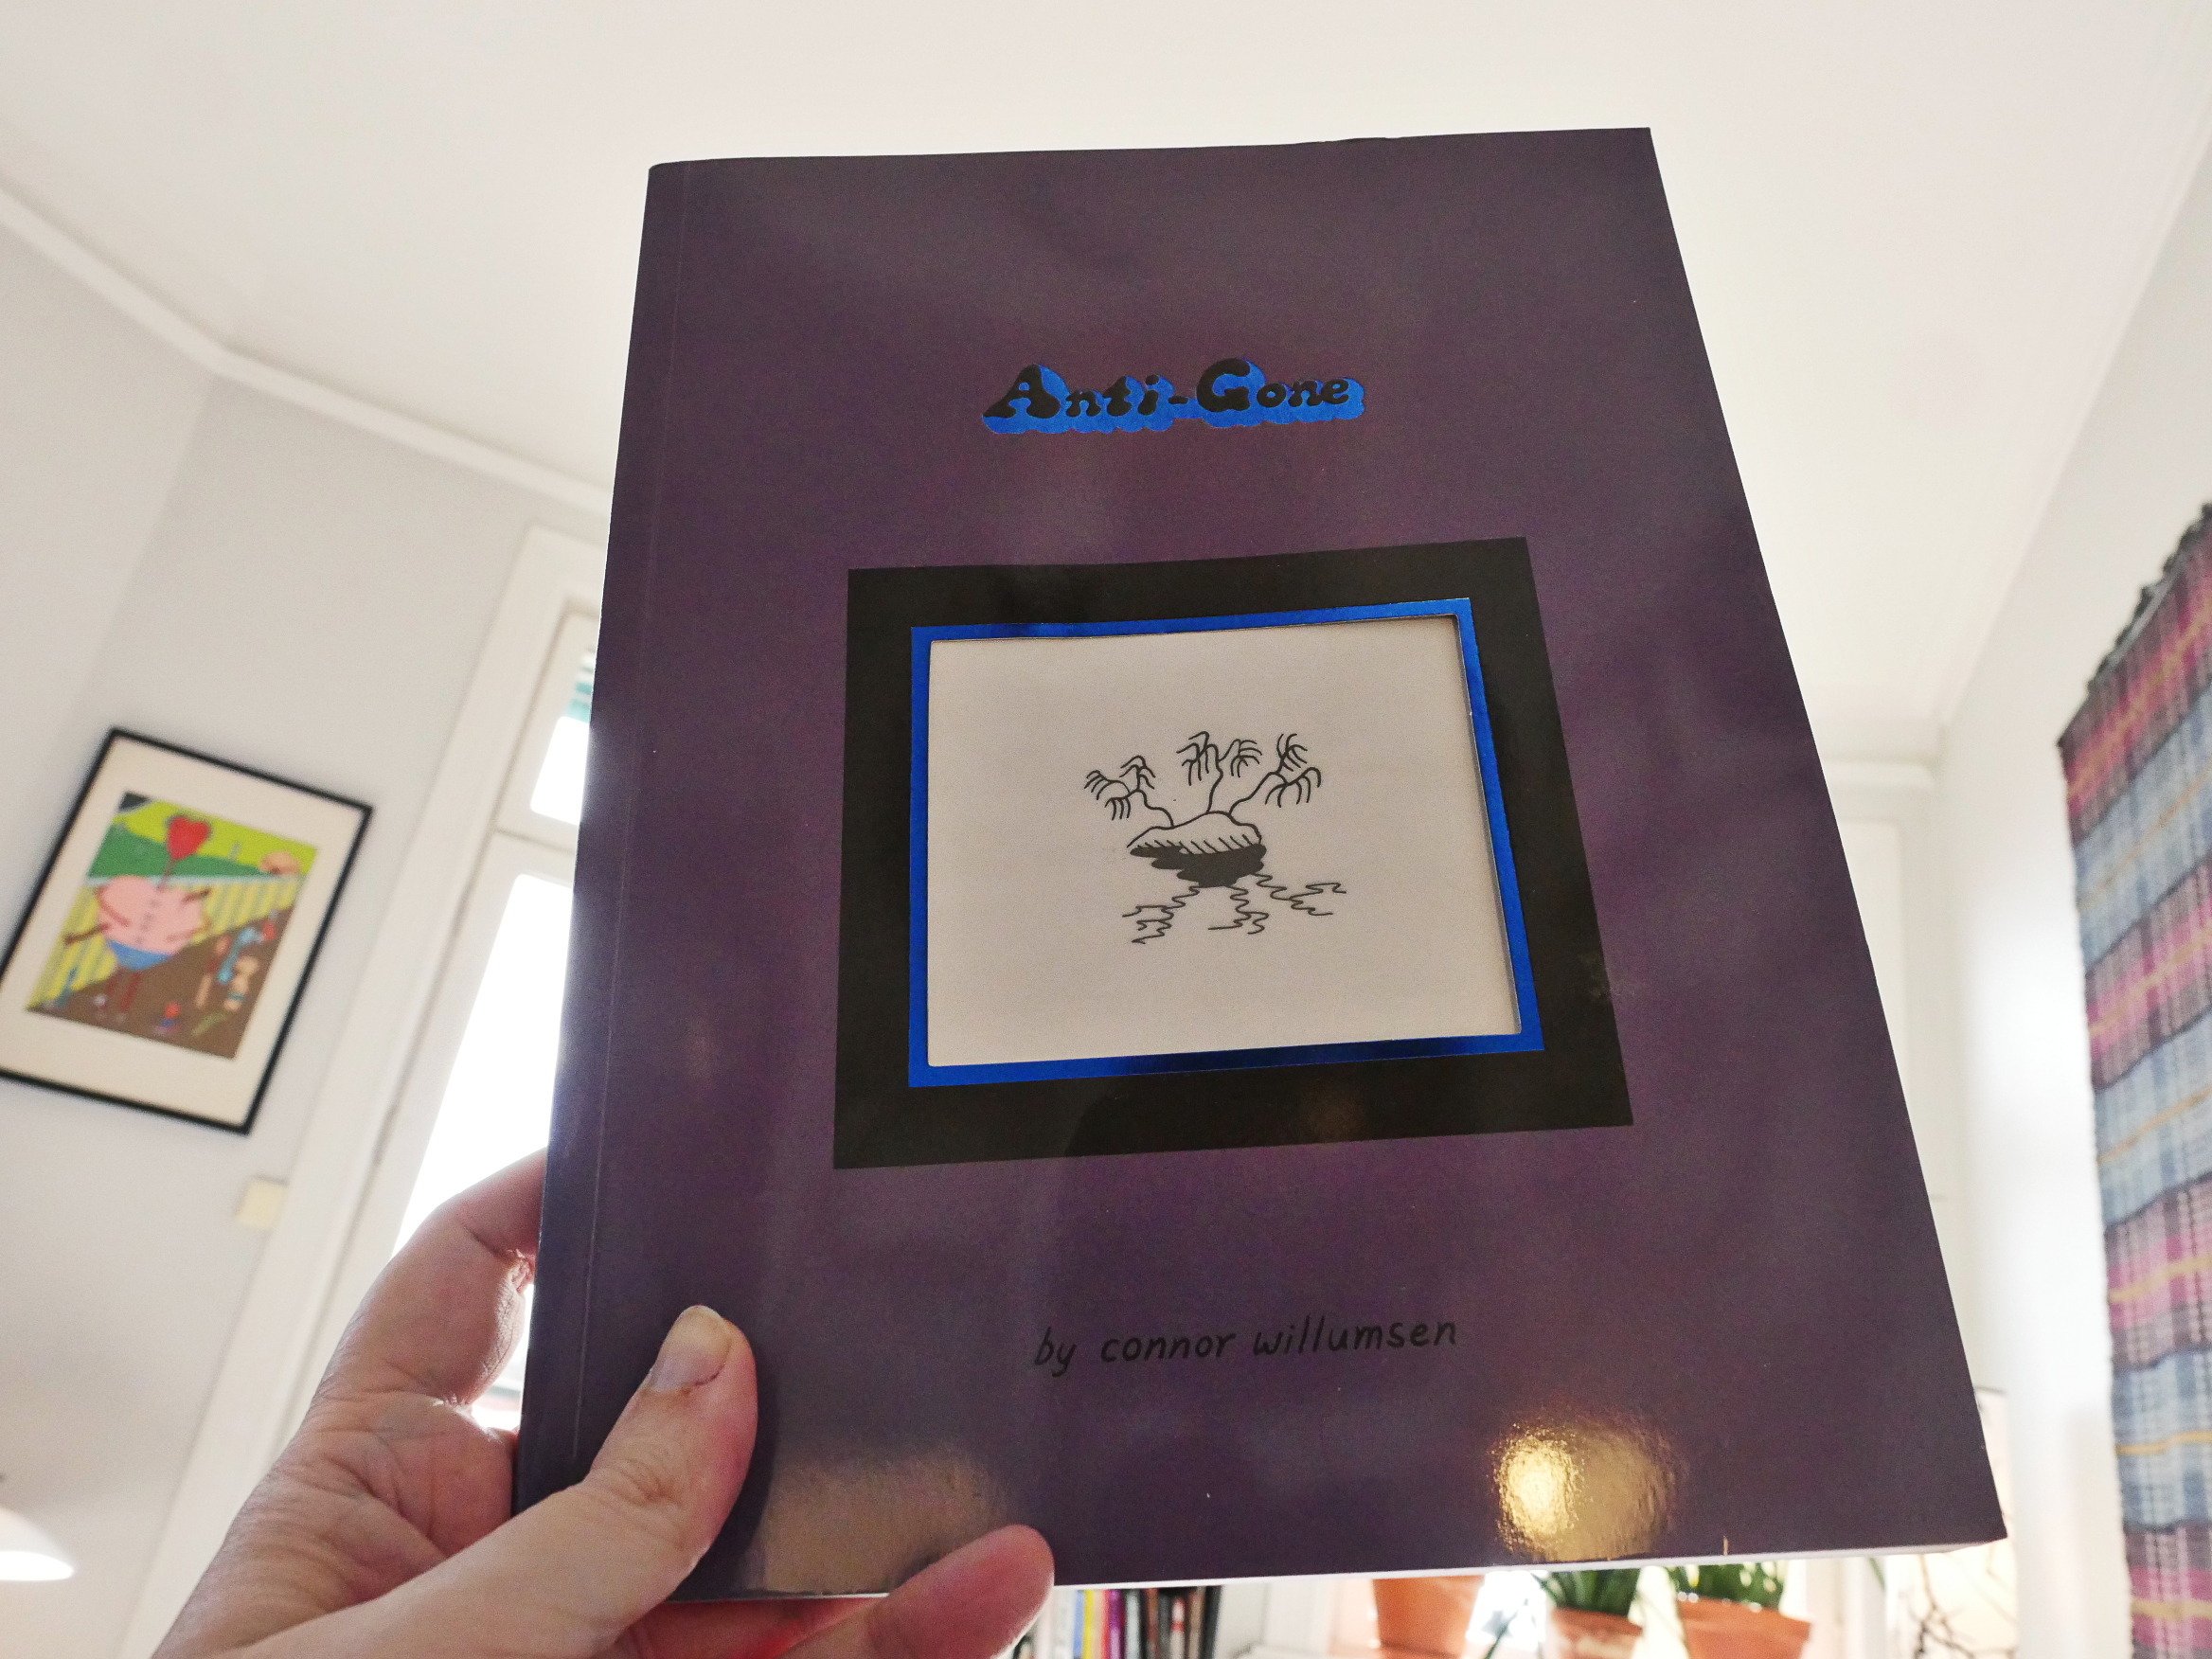 Anti-Gone
by connor willumsen